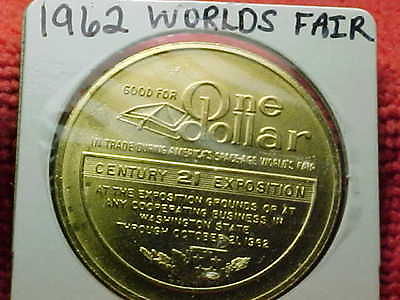 1962 WORLDS FAIR
GOOD FOR One
dollar
IN TRADE DURING AMERICA'S SPACE-AGE WORLD'S FAIR
CENTURY 21 EXPOSITION
AT THE EXPOSITION GROUNDS OR AT
ANY COOPERATING BUSINESS IN
WASHINGTON STATE
THROUGH OCTOBER 21, 1962